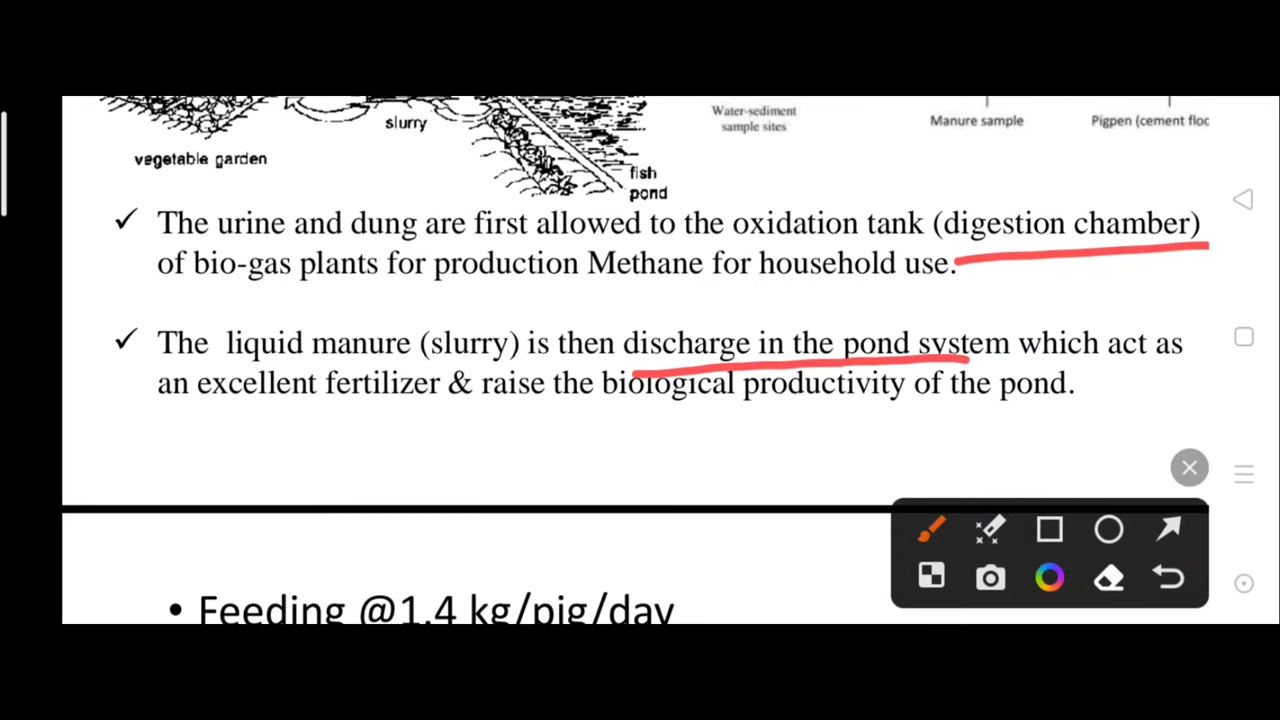 slurry
Water-sediment
sample sites
Manure sample
Pigpen (cement floo
vegetable garden
fish
pond
✓ The urine and dung are first allowed to the oxidation tank (digestion chamber)
of bio-gas plants for production Methane for household use.
✓ The liquid manure (slurry) is then discharge in the pond system which act as
an excellent fertilizer & raise the biological productivity of the pond.
• Feeding @1.4 kg/pig/day